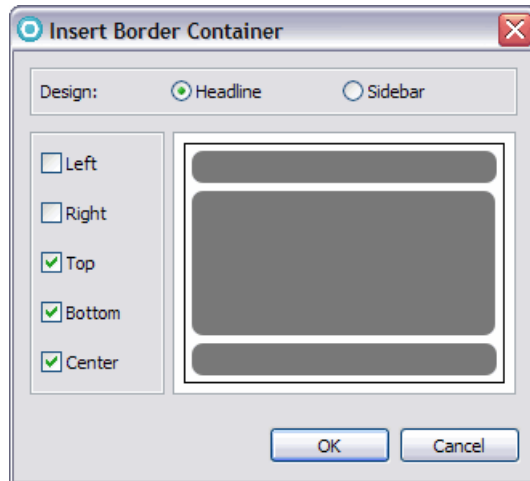 Insert Border Container
Design: Headline Sidebar
Left
Right
Top
Bottom
Center
OK Cancel